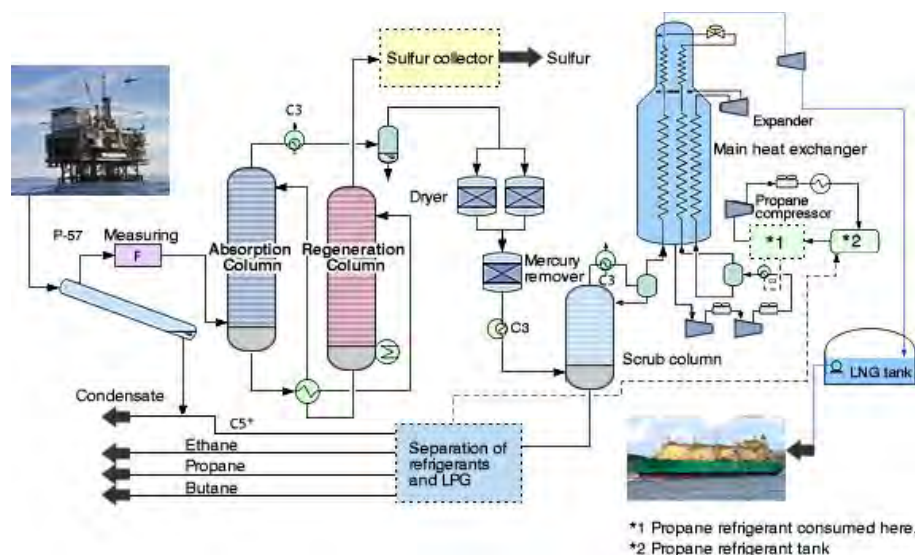 Sulfur collector
Sulfur
C3
Expander
Main heat exchanger
Dryer
Propane
compressor
P-57
Measuring
F
Absorption
Column
Regeneration
Column
*1
*2
Mercury
remover
C3
C3
Scrub column
LNG tank
Condensate
C5+
Ethane
Propane
Butane
Separation of
refrigerants
and LPG
*1 Propane refrigerant consumed here.
*2 Propane refrigerant tank